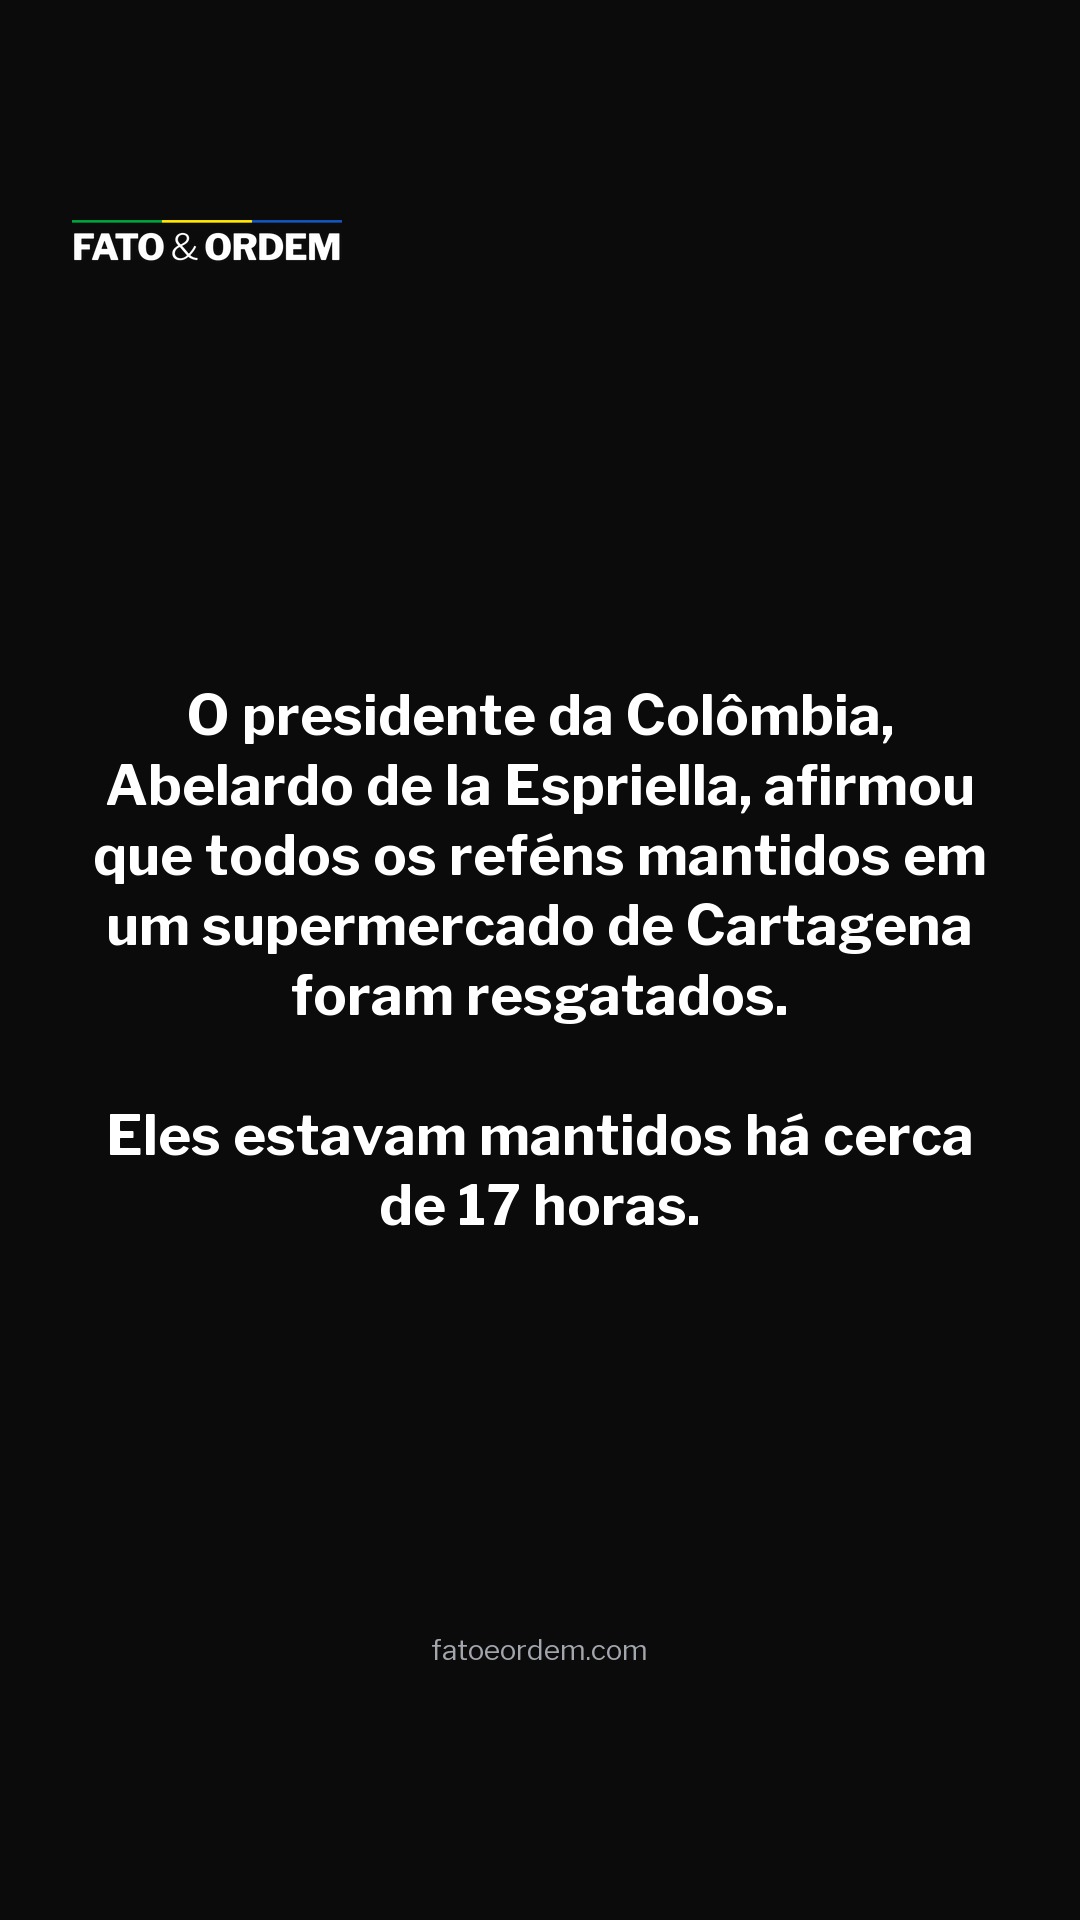 FATO & ORDEM
O presidente da Colômbia,
Abelardo de la Espriella, afirmou
que todos os reféns mantidos em
um supermercado de Cartagena
foram resgatados.
Eles estavam mantidos há cerca
de 17 horas.
fatoeordem.com